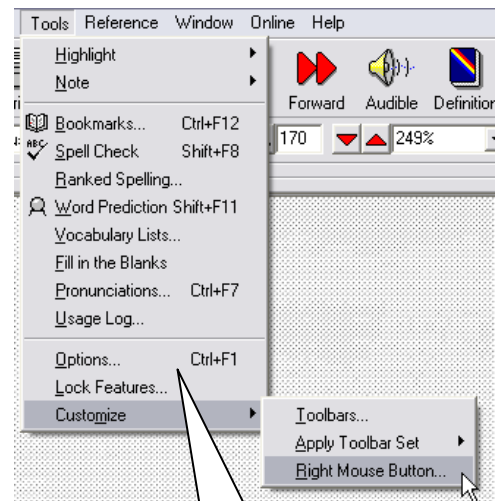 Tools Reference Window Online Help
Highlight
Note
Forward Audible Definition
Bookmarks... Ctrl+F12
170 249%
ABC Spell Check Shift+F8
Ranked Spelling...
Word Prediction Shift+F11
Vocabulary Lists...
Fill in the Blanks
Pronunciations... Ctrl+F7
Usage Log...
Options... Ctrl+F1
Lock Features...
Customize
Toolbars...
Apply Toolbar Set
Right Mouse Button...